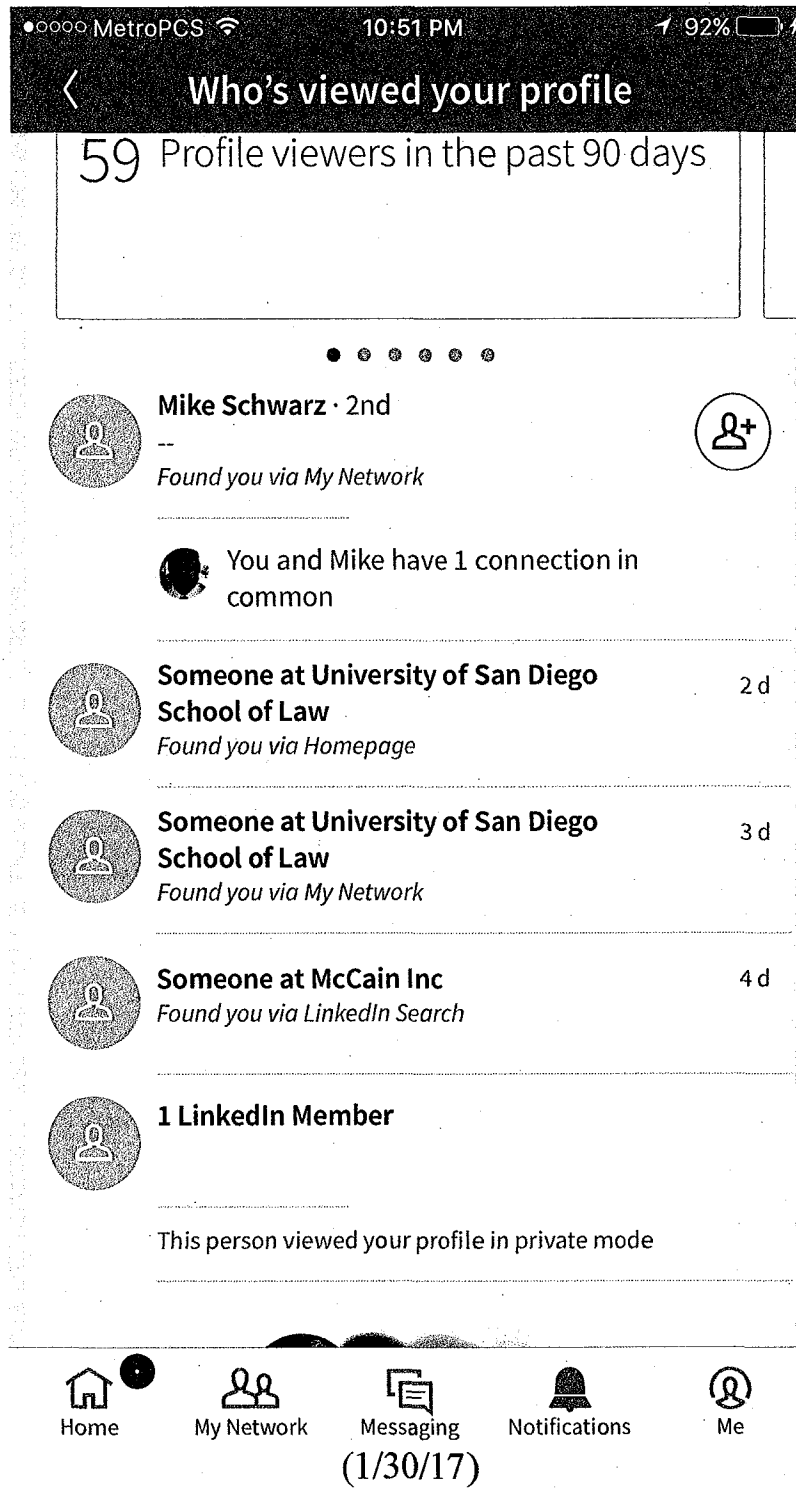 MetroPCS 10:51 PM 92%
Who's viewed your profile
59 Profile viewers in the past 90 days
Mike Schwarz · 2nd
--
Found you via My Network
You and Mike have 1 connection in
common
Someone at University of San Diego
School of Law
2 d
Found you via Homepage
Someone at University of San Diego
School of Law
3 d
Found you via My Network
Someone at McCain Inc
4 d
Found you via LinkedIn Search
1 LinkedIn Member
This person viewed your profile in private mode
Home My Network Messaging Notifications Me
(1/30/17)